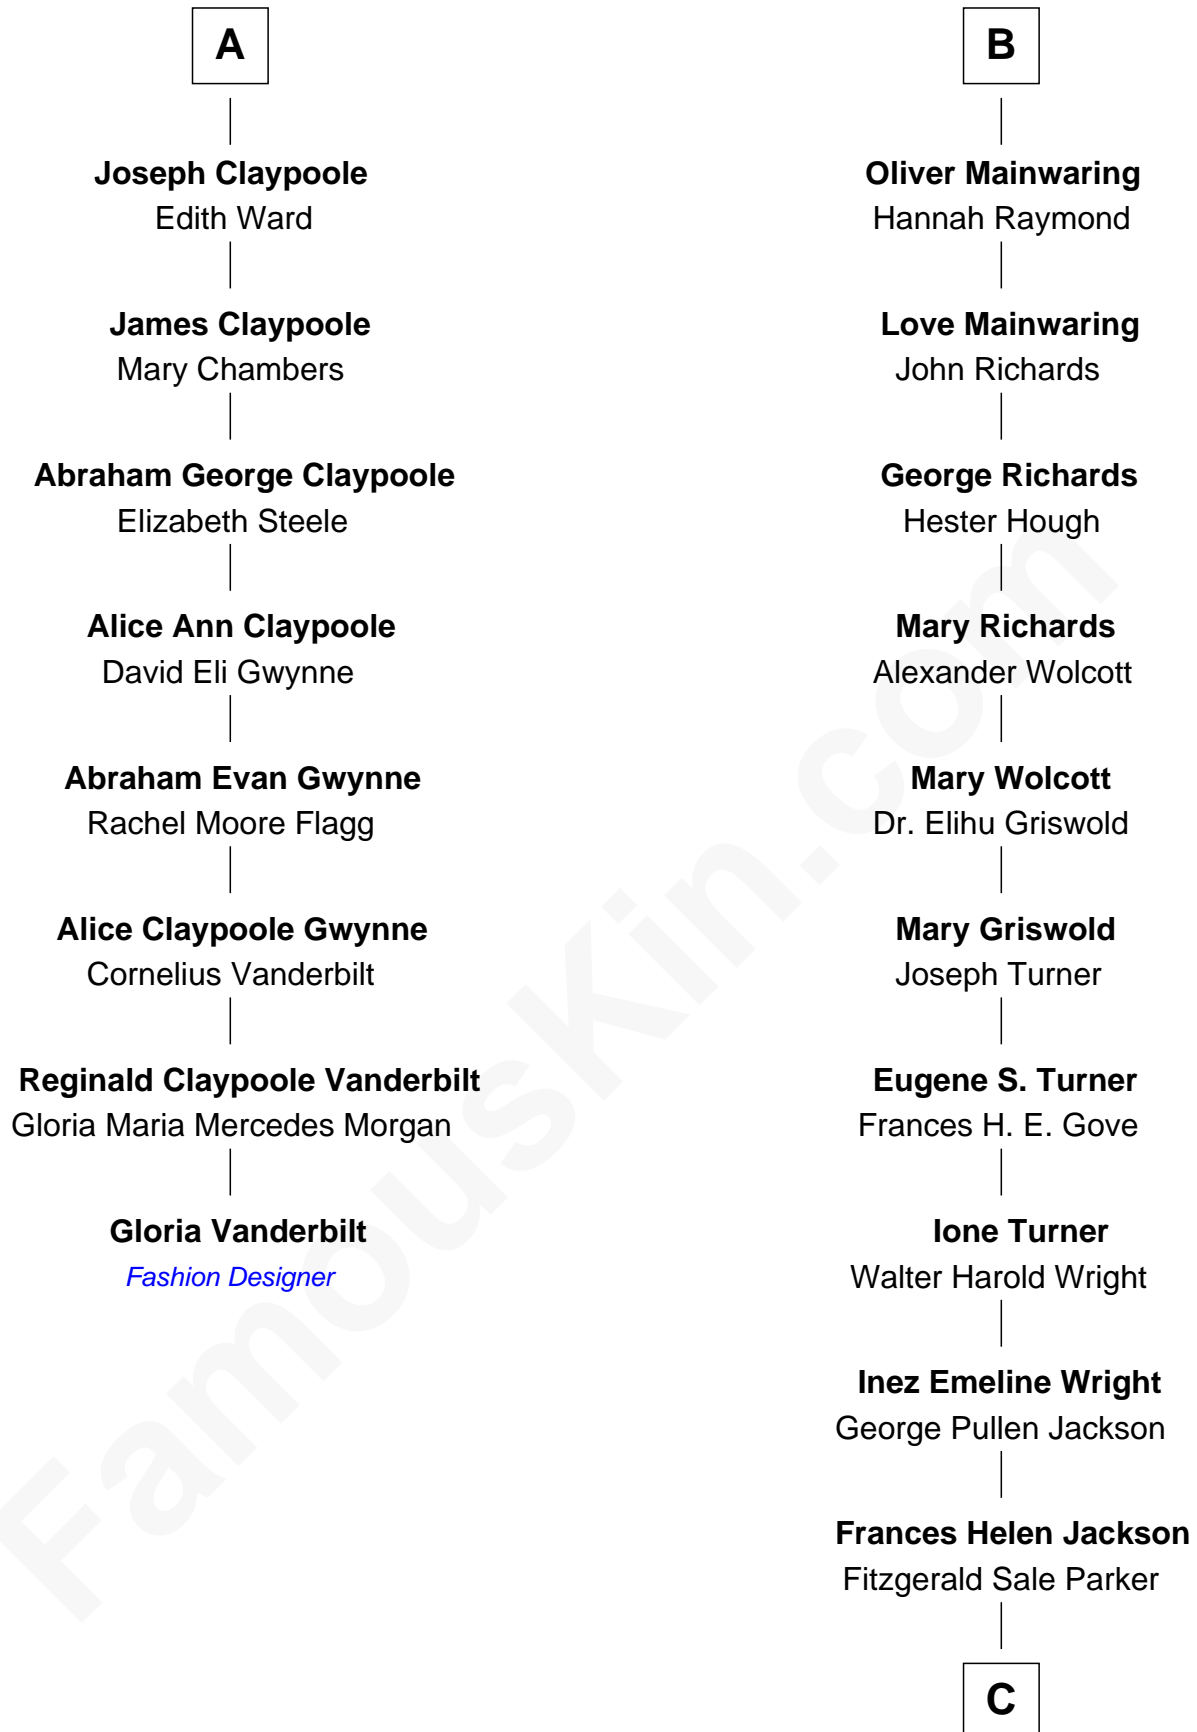 A
Joseph Claypoole
Edith Ward
James Claypoole
Mary Chambers
Abraham George Claypoole
Elizabeth Steele
Alice Ann Claypoole
David Eli Gwynne
Abraham Evan Gwynne
Rachel Moore Flagg
Alice Claypoole Gwynne
Cornelius Vanderbilt
Reginald Claypoole Vanderbilt
Gloria Maria Mercedes Morgan
Gloria Vanderbilt
Fashion Designer
B
Oliver Mainwaring
Hannah Raymond
Love Mainwaring
John Richards
George Richards
Hester Hough
Mary Richards
Alexander Wolcott
Mary Wolcott
Dr. Elihu Griswold
Mary Griswold
Joseph Turner
Eugene S. Turner
Frances H. E. Gove
Ione Turner
Walter Harold Wright
Inez Emeline Wright
George Pullen Jackson
Frances Helen Jackson
Fitzgerald Sale Parker
C
FamousKin.com